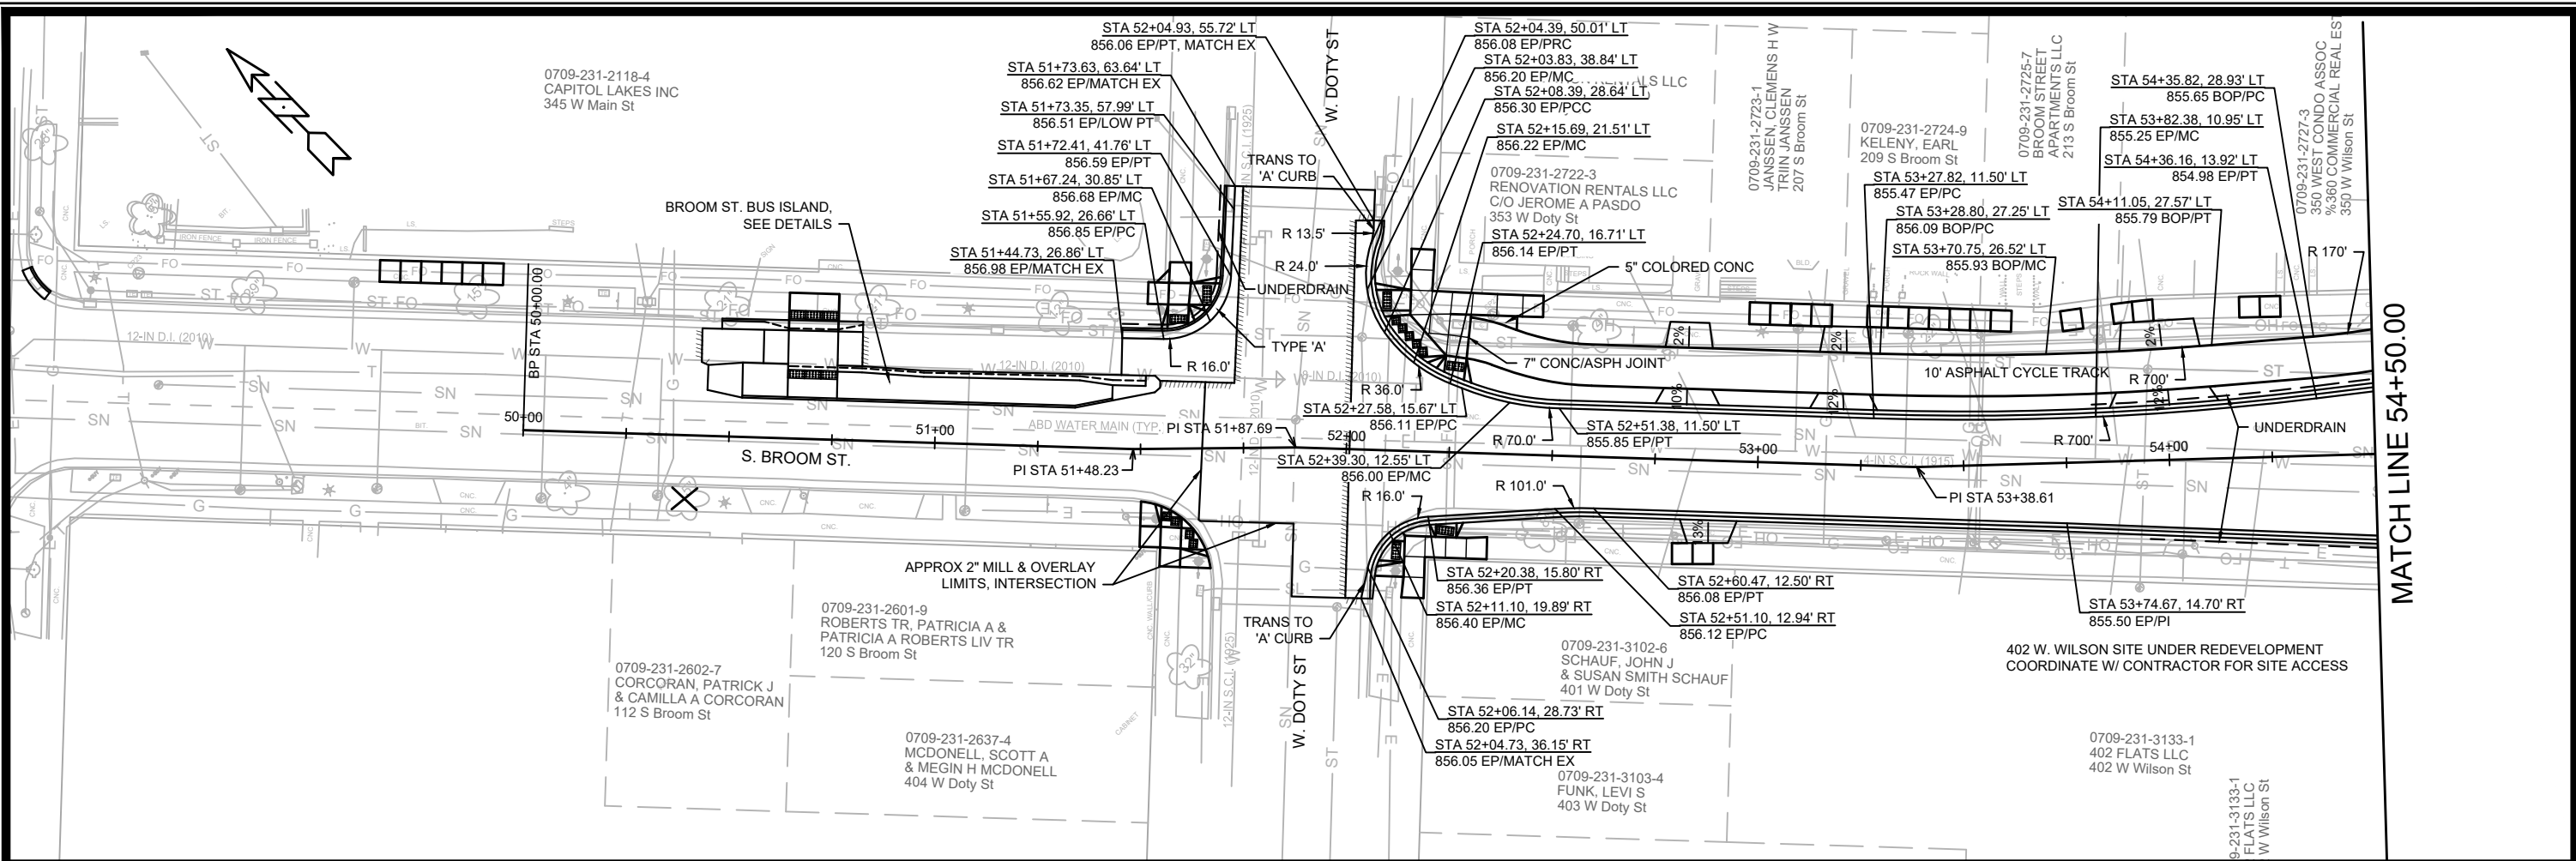 STA 52+04.93, 55.72' LT
856.06 EP/PT, MATCH EX
STA 51+73.63, 63.64' LT
856.62 EP/MATCH EX
STA 51+73.35, 57.99' LT
856.51 EP/LOW PT
STA 51+72.41, 41.76' LT
856.59 EP/PT
STA 51+67.24, 30.85' LT
856.68 EP/MC
STA 51+55.92, 26.66' LT
856.85 EP/PC
STA 51+44.73, 26.86' LT
856.98 EP/MATCH EX
0709-231-2118-4
CAPITOL LAKES INC
345 W Main St
BROOM ST. BUS ISLAND,
SEE DETAILS
W. DOTY ST
TRANS TO
'A' CURB
R 13.5'
R 24.0'
UNDERDRAIN
TYPE 'A'
R 16.0'
R 36.0'
STA 52+04.39, 50.01' LT
856.08 EP/PRC
STA 52+03.83, 38.84' LT
856.20 EP/MC
STA 52+08.39, 28.64' LT
856.30 EP/PCC
STA 52+15.69, 21.51' LT
856.22 EP/MC
0709-231-2722-3
RENOVATION RENTALS LLC
C/O JEROME A PASDO
353 W Doty St
STA 52+24.70, 16.71' LT
856.14 EP/PT
5" COLORED CONC
7" CONC/ASPH JOINT
0709-231-2723-1
JANSSEN, CLEMENS H W
TRIIN JANSSEN
207 S Broom St
0709-231-2724-9
KELENY, EARL
209 S Broom St
0709-231-2725-7
BROOM STREET
APARTMENTS LLC
213 S Broom St
0709-231-2727-3
350 WEST CONDO ASSOC
%360 COMMERCIAL REAL EST
350 W Wilson St
STA 54+35.82, 28.93' LT
855.65 BOP/PC
STA 53+82.38, 10.95' LT
855.25 EP/MC
STA 54+36.16, 13.92' LT
854.98 EP/PT
STA 53+27.82, 11.50' LT
855.47 EP/PC
STA 54+11.05, 27.57' LT
855.79 BOP/PT
STA 53+28.80, 27.25' LT
856.09 BOP/PC
STA 53+70.75, 26.52' LT
855.93 BOP/MC
R 170'
2%
2%
2%
10' ASPHALT CYCLE TRACK
R 700'
10%
12%
12%
R 700'
UNDERDRAIN
MATCH LINE 54+50.00
BP STA 50+00.00
50+00
51+00
52+00
53+00
54+00
S. BROOM ST.
12-IN D.I. (2010)
12-IN D.I. (2010)
ABD WATER MAIN (TYP.
4-IN S.C.I. (1915)
PI STA 51+87.69
PI STA 51+48.23
PI STA 53+38.61
STA 52+27.58, 15.67' LT
856.11 EP/PC
STA 52+39.30, 12.55' LT
856.00 EP/MC
R 70.0'
STA 52+51.38, 11.50' LT
855.85 EP/PT
R 16.0'
R 101.0'
13%
APPROX 2" MILL & OVERLAY
LIMITS, INTERSECTION
TRANS TO
'A' CURB
W. DOTY ST
12-IN S.C.I. (1925)
STA 52+20.38, 15.80' RT
856.36 EP/PT
STA 52+11.10, 19.89' RT
856.40 EP/MC
STA 52+60.47, 12.50' RT
856.08 EP/PT
STA 52+51.10, 12.94' RT
856.12 EP/PC
STA 53+74.67, 14.70' RT
855.50 EP/PI
402 W. WILSON SITE UNDER REDEVELOPMENT
COORDINATE W/ CONTRACTOR FOR SITE ACCESS
0709-231-2601-9
ROBERTS TR, PATRICIA A &
PATRICIA A ROBERTS LIV TR
120 S Broom St
0709-231-2602-7
CORCORAN, PATRICK J
& CAMILLA A CORCORAN
112 S Broom St
0709-231-2637-4
MCDONELL, SCOTT A
& MEGIN H MCDONELL
404 W Doty St
0709-231-3102-6
SCHAUF, JOHN J
& SUSAN SMITH SCHAUF
401 W Doty St
STA 52+06.14, 28.73' RT
856.20 EP/PC
STA 52+04.73, 36.15' RT
856.05 EP/MATCH EX
0709-231-3103-4
FUNK, LEVI S
403 W Doty St
0709-231-3133-1
402 FLATS LLC
402 W Wilson St
9-231-3133-1
FLATS LLC
W Wilson St